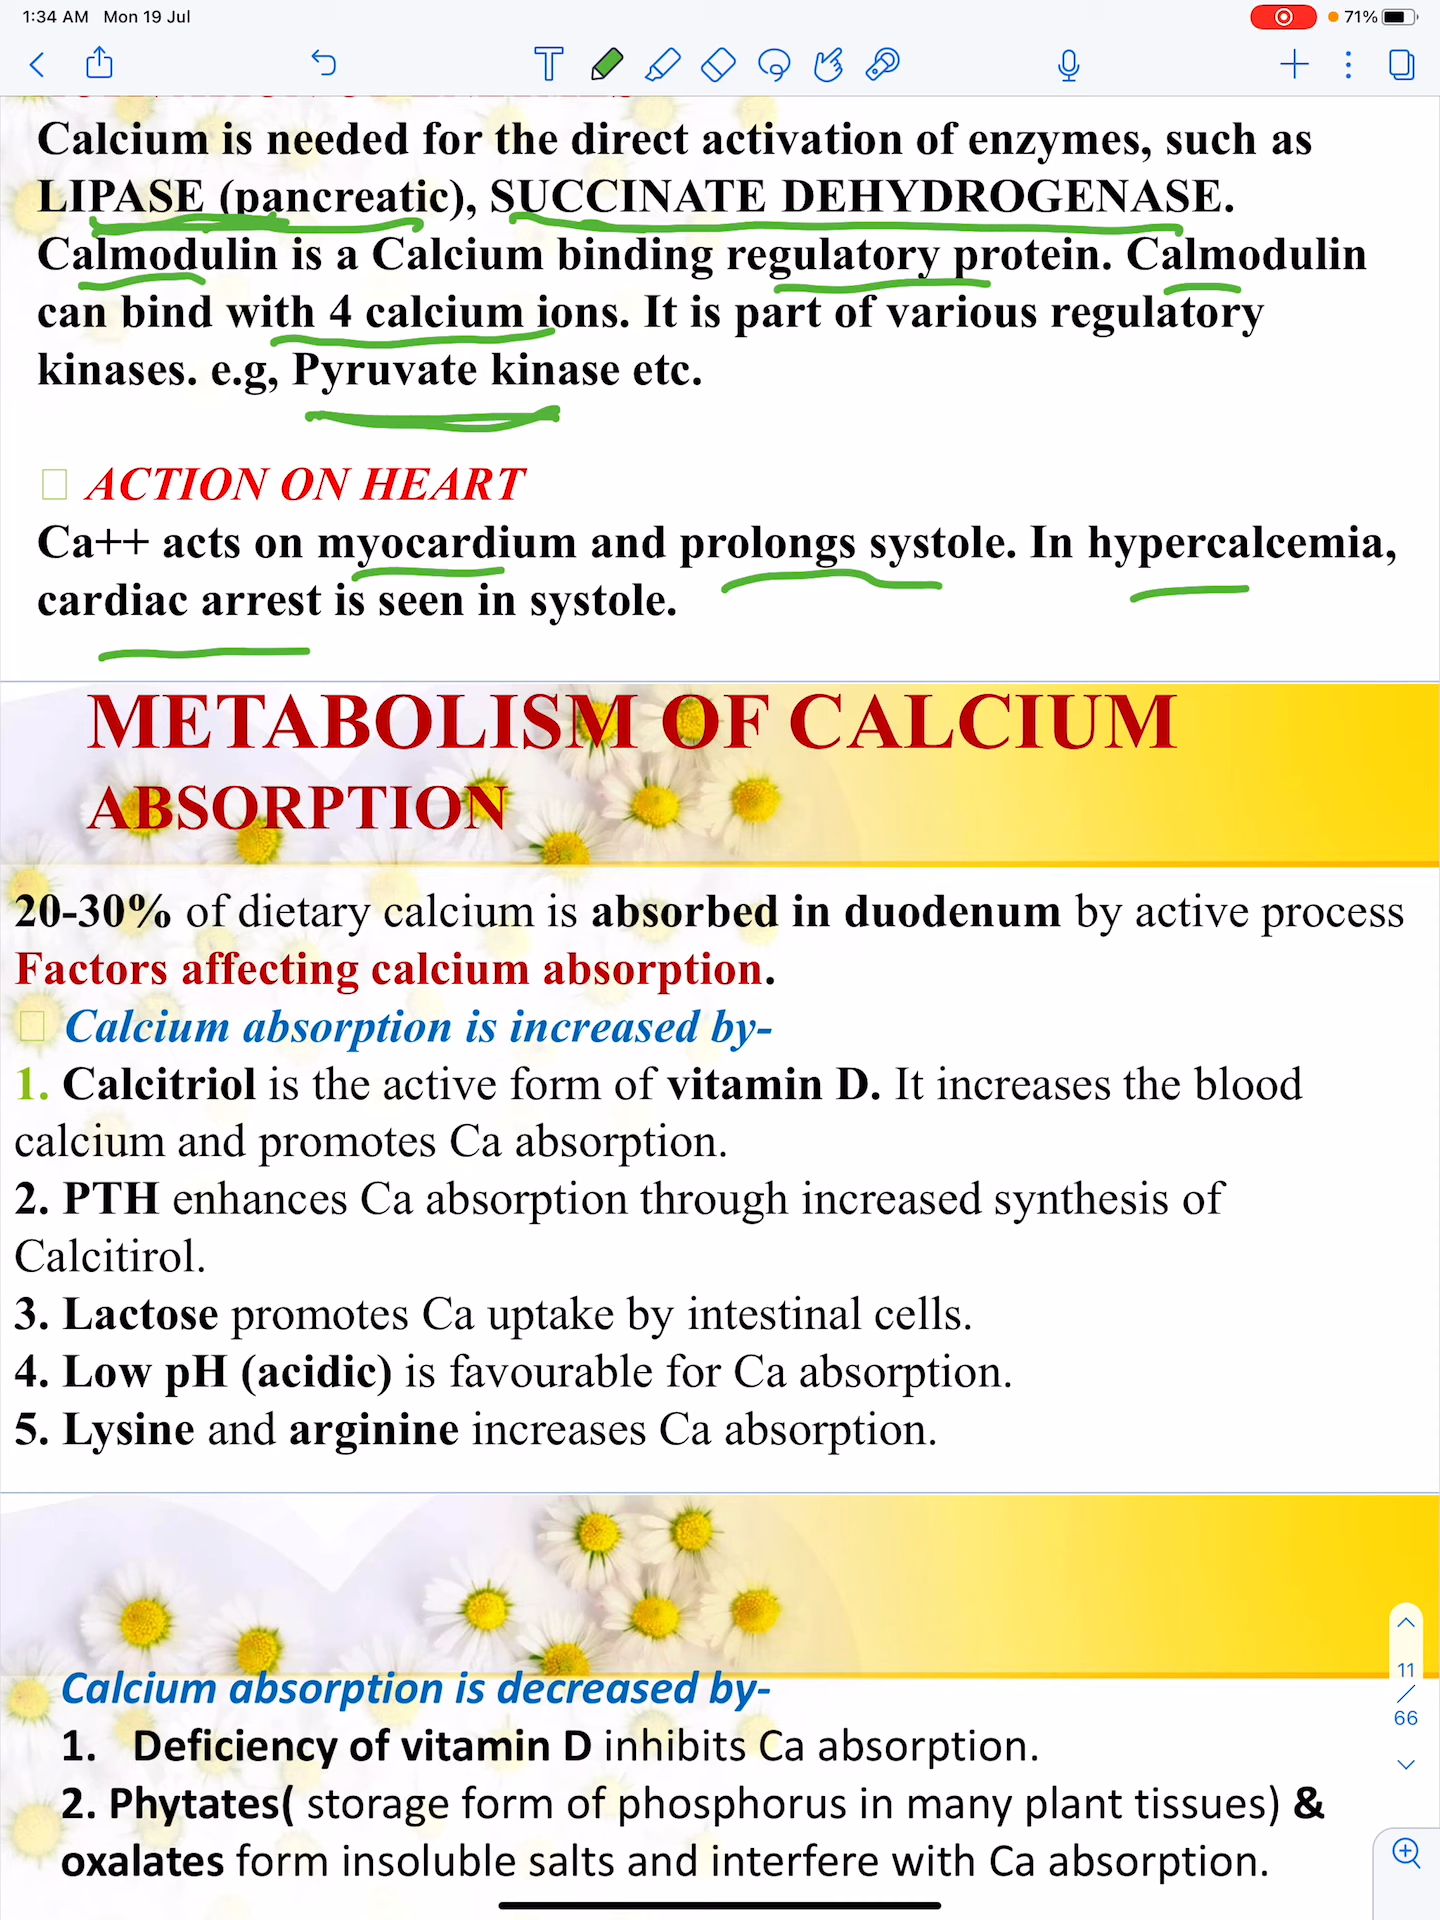 1:34 AM Mon 19 Jul
71%
Calcium is needed for the direct activation of enzymes, such as
LIPASE (pancreatic), SUCCINATE DEHYDROGENASE.
Calmodulin is a Calcium binding regulatory protein. Calmodulin
can bind with 4 calcium ions. It is part of various regulatory
kinases. e.g, Pyruvate kinase etc.
ACTION ON HEART
Ca++ acts on myocardium and prolongs systole. In hypercalcemia,
cardiac arrest is seen in systole.
METABOLISM OF CALCIUM
ABSORPTION
20-30% of dietary calcium is absorbed in duodenum by active process
Factors affecting calcium absorption.
Calcium absorption is increased by-
1. Calcitriol is the active form of vitamin D. It increases the blood
calcium and promotes Ca absorption.
2. PTH enhances Ca absorption through increased synthesis of
Calcitirol.
3. Lactose promotes Ca uptake by intestinal cells.
4. Low pH (acidic) is favourable for Ca absorption.
5. Lysine and arginine increases Ca absorption.
Calcium absorption is decreased by-
1. Deficiency of vitamin D inhibits Ca absorption.
2. Phytates( storage form of phosphorus in many plant tissues) &
oxalates form insoluble salts and interfere with Ca absorption.
11
/
66